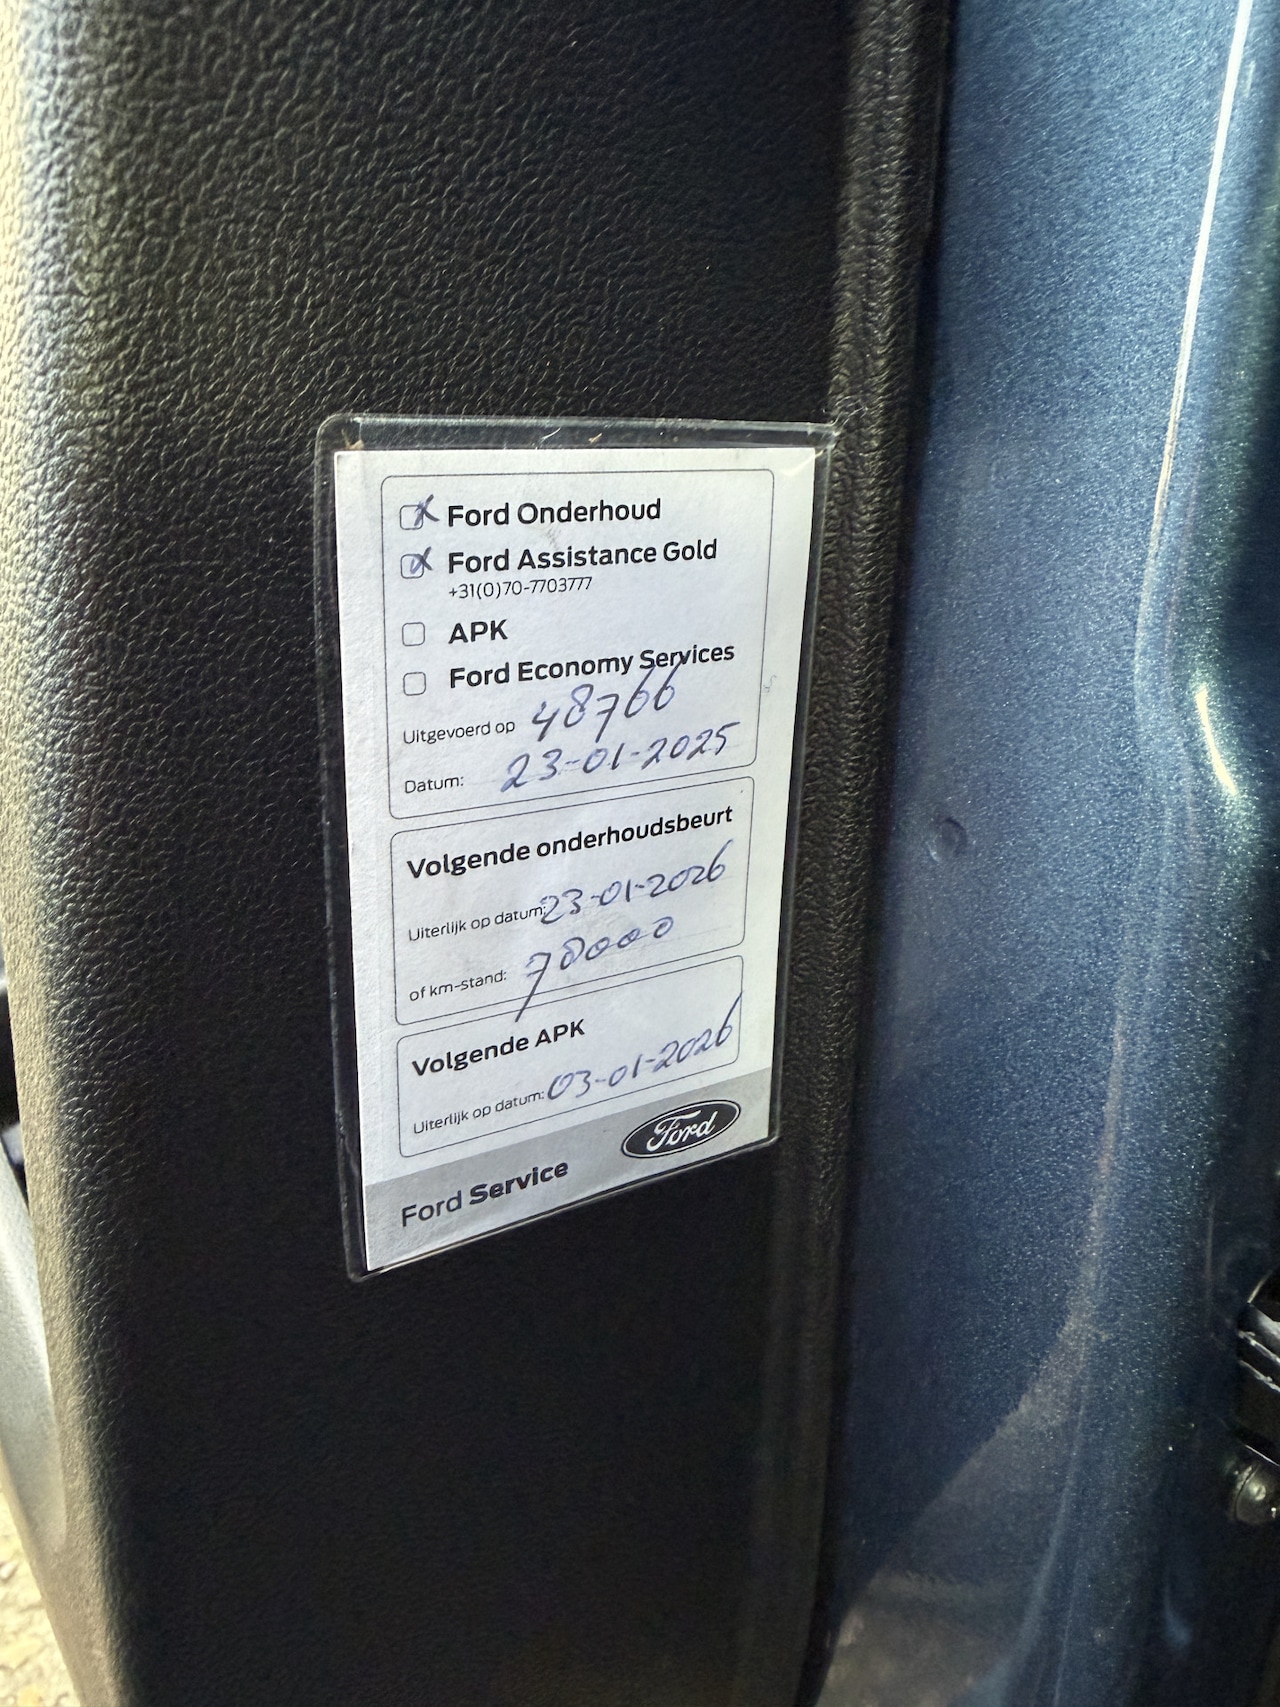 Ford Onderhoud
Ford Assistance Gold
+31(0)70-7703777
APK
Ford Economy Services
Uitgevoerd op 48766
Datum: 23-01-2025
Volgende onderhoudsbeurt
Uiterlijk op datum: 23-01-2026
of km-stand: 78000
Volgende APK
Uiterlijk op datum: 03-01-2026
Ford
Ford Service